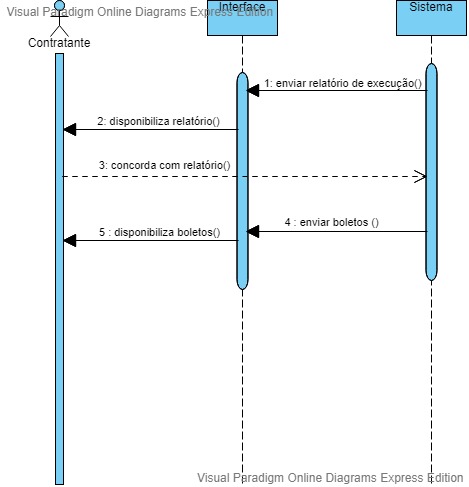 Interface
Sistema
Visual Paradigm Online Diagrams Express Edition
Contratante
1: enviar relatório de execução()
2: disponibiliza relatório()
3: concorda com relatório()
4 : enviar boletos ()
5 : disponibiliza boletos()
Visual Paradigm Online Diagrams Express Edition